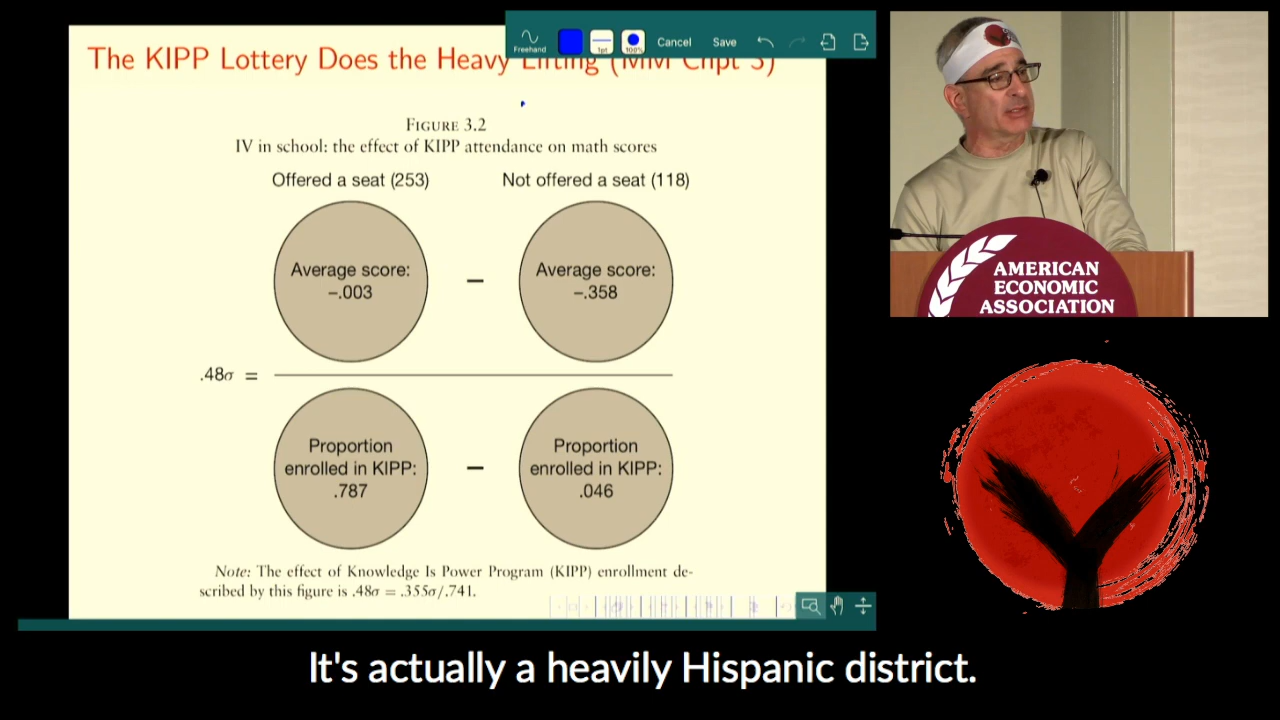 The KIPP Lottery Does the Heavy Lifting (MM Chpt 3)
Freehand
1pt
100%
Cancel
Save
FIGURE 3.2
IV in school: the effect of KIPP attendance on math scores
Offered a seat (253)
Not offered a seat (118)
Average score:
–.003
–
Average score:
–.358
.48σ =
Proportion
enrolled in KIPP:
.787
–
Proportion
enrolled in KIPP:
.046
Note: The effect of Knowledge Is Power Program (KIPP) enrollment de-
scribed by this figure is .48σ = .355σ/.741.
AMERICAN
ECONOMIC
ASSOCIATION
It's actually a heavily Hispanic district.